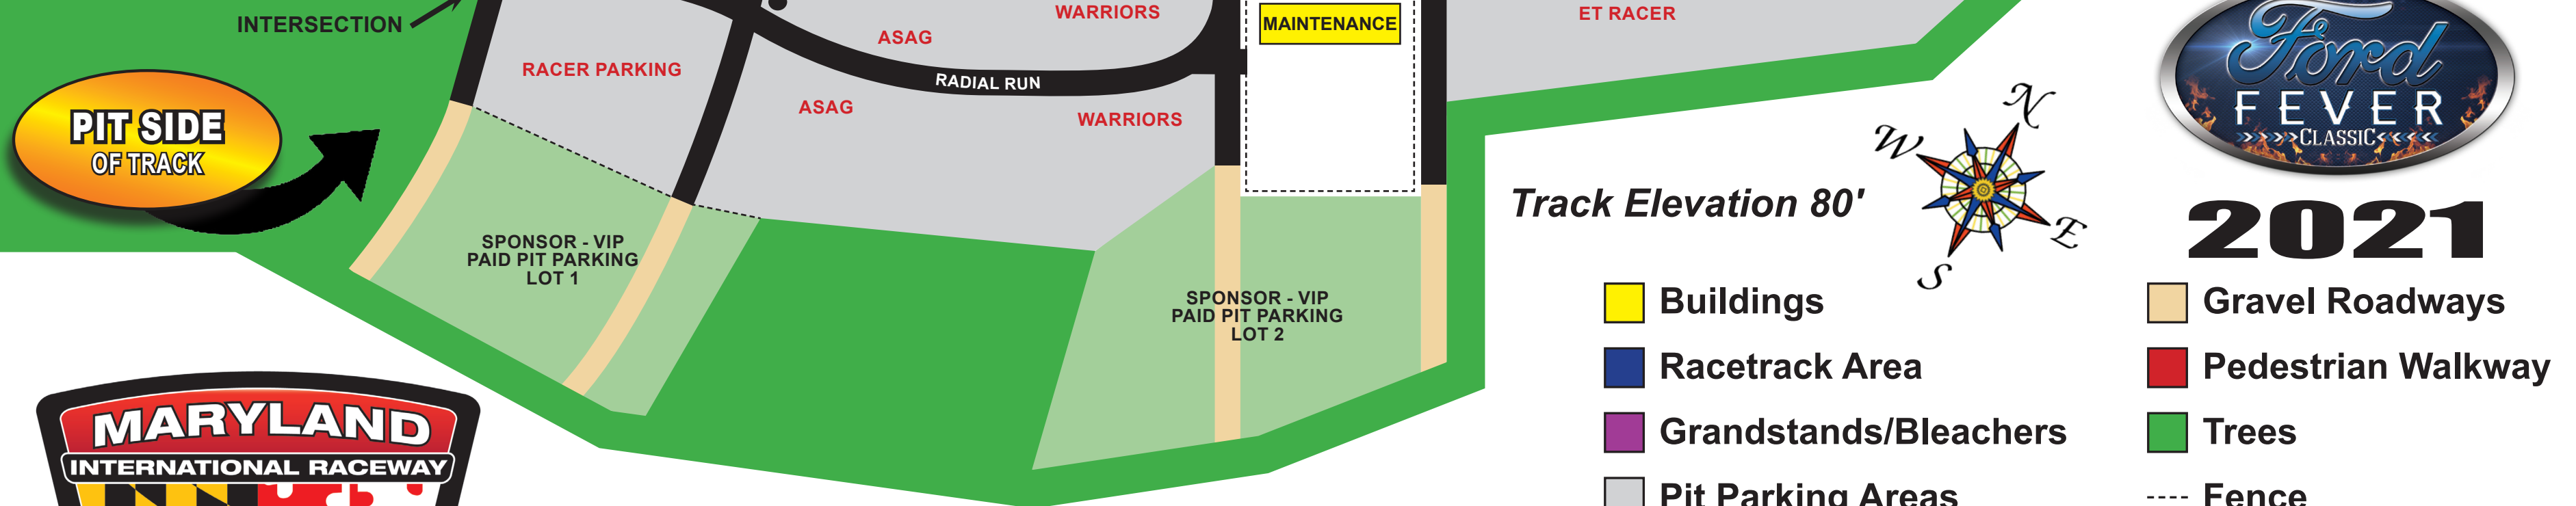 INTERSECTION
WARRIORS
MAINTENANCE
ET RACER
ASAG
RACER PARKING
RADIAL RUN
ASAG
WARRIORS
PIT SIDE
OF TRACK
SPONSOR - VIP
PAID PIT PARKING
LOT 1
SPONSOR - VIP
PAID PIT PARKING
LOT 2
Track Elevation 80'
N
W
E
S
Ford
FEVER
CLASSIC
2021
Buildings
Racetrack Area
Grandstands/Bleachers
Pit Parking Areas
Gravel Roadways
Pedestrian Walkway
Trees
Fence
MARYLAND
INTERNATIONAL RACEWAY